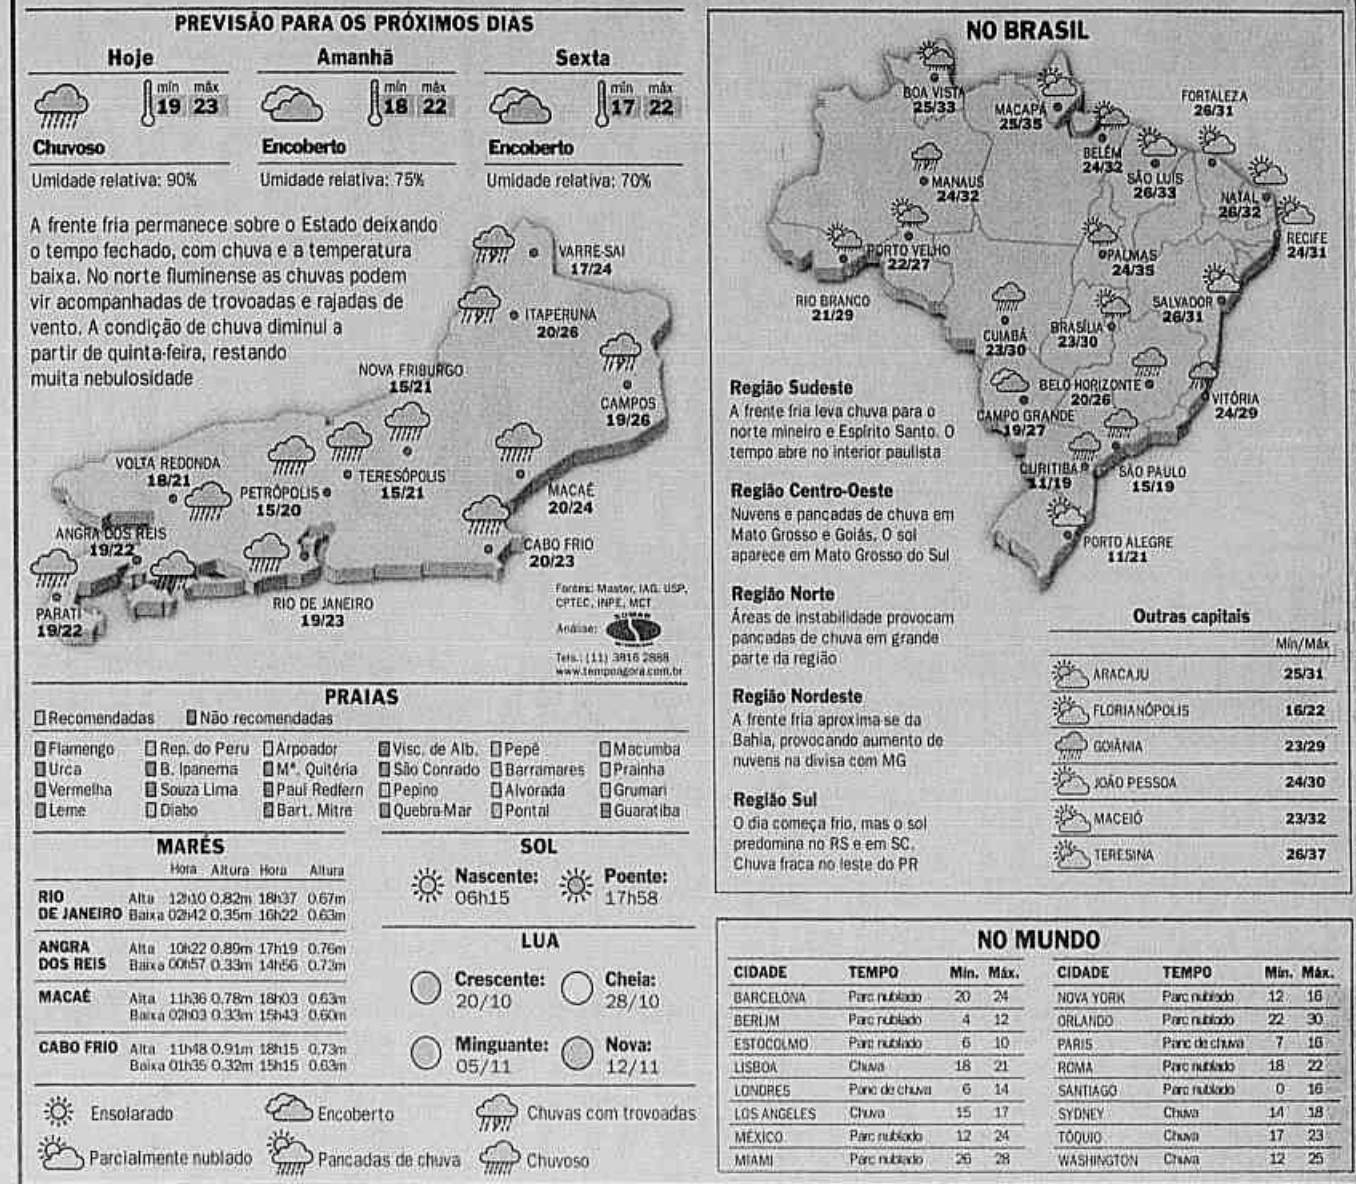 PREVISÃO PARA OS PRÓXIMOS DIAS
Hoje
mín máx
19 23
Chuvoso
Umidade relativa: 90%
Amanhã
mín máx
18 22
Encoberto
Umidade relativa: 75%
Sexta
mín máx
17 22
Encoberto
Umidade relativa: 70%
A frente fria permanece sobre o Estado deixando
o tempo fechado, com chuva e a temperatura
baixa. No norte fluminense as chuvas podem
vir acompanhadas de trovoadas e rajadas de
vento. A condição de chuva diminui a
partir de quinta-feira, restando
muita nebulosidade
VARRE-SAI
17/24
ITAPERUNA
20/26
NOVA FRIBURGO
15/21
CAMPOS
19/26
VOLTA REDONDA
18/21
TERESÓPOLIS
15/21
PETRÓPOLIS
15/20
MACAÉ
20/24
ANGRA DOS REIS
19/22
CABO FRIO
20/23
PARATI
19/22
RIO DE JANEIRO
19/23
Fontes: Master, IAG, USP,
CPTEC, INPE, MCT
Análise:
SOMAR
Tels.: (11) 3816 2888
www.tempoagora.com.br
PRAIAS
Recomendadas Não recomendadas
Flamengo Rep. do Peru Arpoador Visc. de Alb. Pepê Macumba
Urca B. Ipanema Mª. Quitéria São Conrado Barramares Prainha
Vermelha Souza Lima Paul Redfern Pepino Alvorada Grumari
Leme Diabo Bart. Mitre Quebra-Mar Pontal Guaratiba
MARÉS
Hora Altura Hora Altura
RIO Alta 12h10 0.82m 18h37 0.67m
DE JANEIRO Baixa 02h42 0.35m 16h22 0.63m
ANGRA Alta 10h22 0.89m 17h19 0.76m
DOS REIS Baixa 00h57 0.33m 14h56 0.73m
MACAÉ Alta 11h36 0.78m 18h03 0.63m
Baixa 02h03 0.33m 15h43 0.60m
CABO FRIO Alta 11h48 0.91m 18h15 0.73m
Baixa 01h35 0.32m 15h15 0.63m
SOL
Nascente: Poente:
06h15 17h58
LUA
Crescente: Cheia:
20/10 28/10
Minguante: Nova:
05/11 12/11
Ensolarado Encoberto Chuvas com trovoadas
Parcialmente nublado Pancadas de chuva Chuvoso
NO BRASIL
BOA VISTA
25/33
MACAPÁ
25/35
FORTALEZA
26/31
BELÉM
24/32
SÃO LUÍS
26/33
MANAUS
24/32
NATAL
26/32
RECIFE
24/31
PORTO VELHO
22/27
PALMAS
24/35
RIO BRANCO
21/29
SALVADOR
26/31
CUIABÁ
23/30
BRASÍLIA
23/30
BELO HORIZONTE
20/26
VITÓRIA
24/29
CAMPO GRANDE
19/27
CURITIBA
11/19
SÃO PAULO
15/19
PORTO ALEGRE
11/21
Região Sudeste
A frente fria leva chuva para o
norte mineiro e Espírito Santo. O
tempo abre no interior paulista
Região Centro-Oeste
Nuvens e pancadas de chuva em
Mato Grosso e Goiás. O sol
aparece em Mato Grosso do Sul
Região Norte
Áreas de instabilidade provocam
pancadas de chuva em grande
parte da região
Região Nordeste
A frente fria aproxima-se da
Bahia, provocando aumento de
nuvens na divisa com MG
Região Sul
O dia começa frio, mas o sol
predomina no RS e em SC.
Chuva fraca no leste do PR
Outras capitais
Mín/Máx
ARACAJU 25/31
FLORIANÓPOLIS 16/22
GOIÂNIA 23/29
JOÃO PESSOA 24/30
MACEIÓ 23/32
TERESINA 26/37
NO MUNDO
CIDADE TEMPO Mín. Máx. CIDADE TEMPO Mín. Máx.
BARCELONA Parc nublado 20 24 NOVA YORK Parc nublado 12 16
BERLIM Parc nublado 4 12 ORLANDO Parc nublado 22 30
ESTOCOLMO Parc nublado 6 10 PARIS Panc de chuva 7 16
LISBOA Chuva 18 21 ROMA Parc nublado 18 22
LONDRES Panc de chuva 6 14 SANTIAGO Parc nublado 0 16
LOS ANGELES Chuva 15 17 SYDNEY Chuva 14 18
MÉXICO Parc nublado 12 24 TÓQUIO Chuva 17 23
MIAMI Parc nublado 26 28 WASHINGTON Chuva 12 25